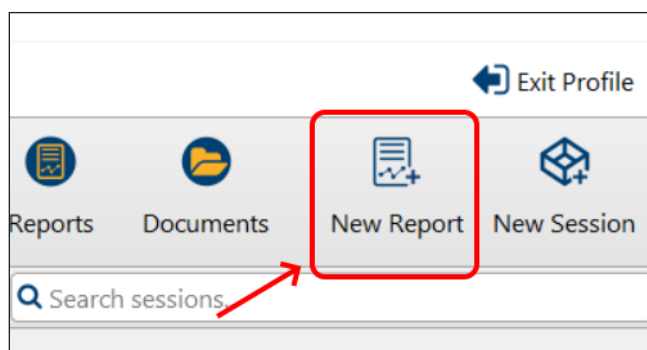 Exit Profile
Reports Documents New Report New Session
Search sessions.